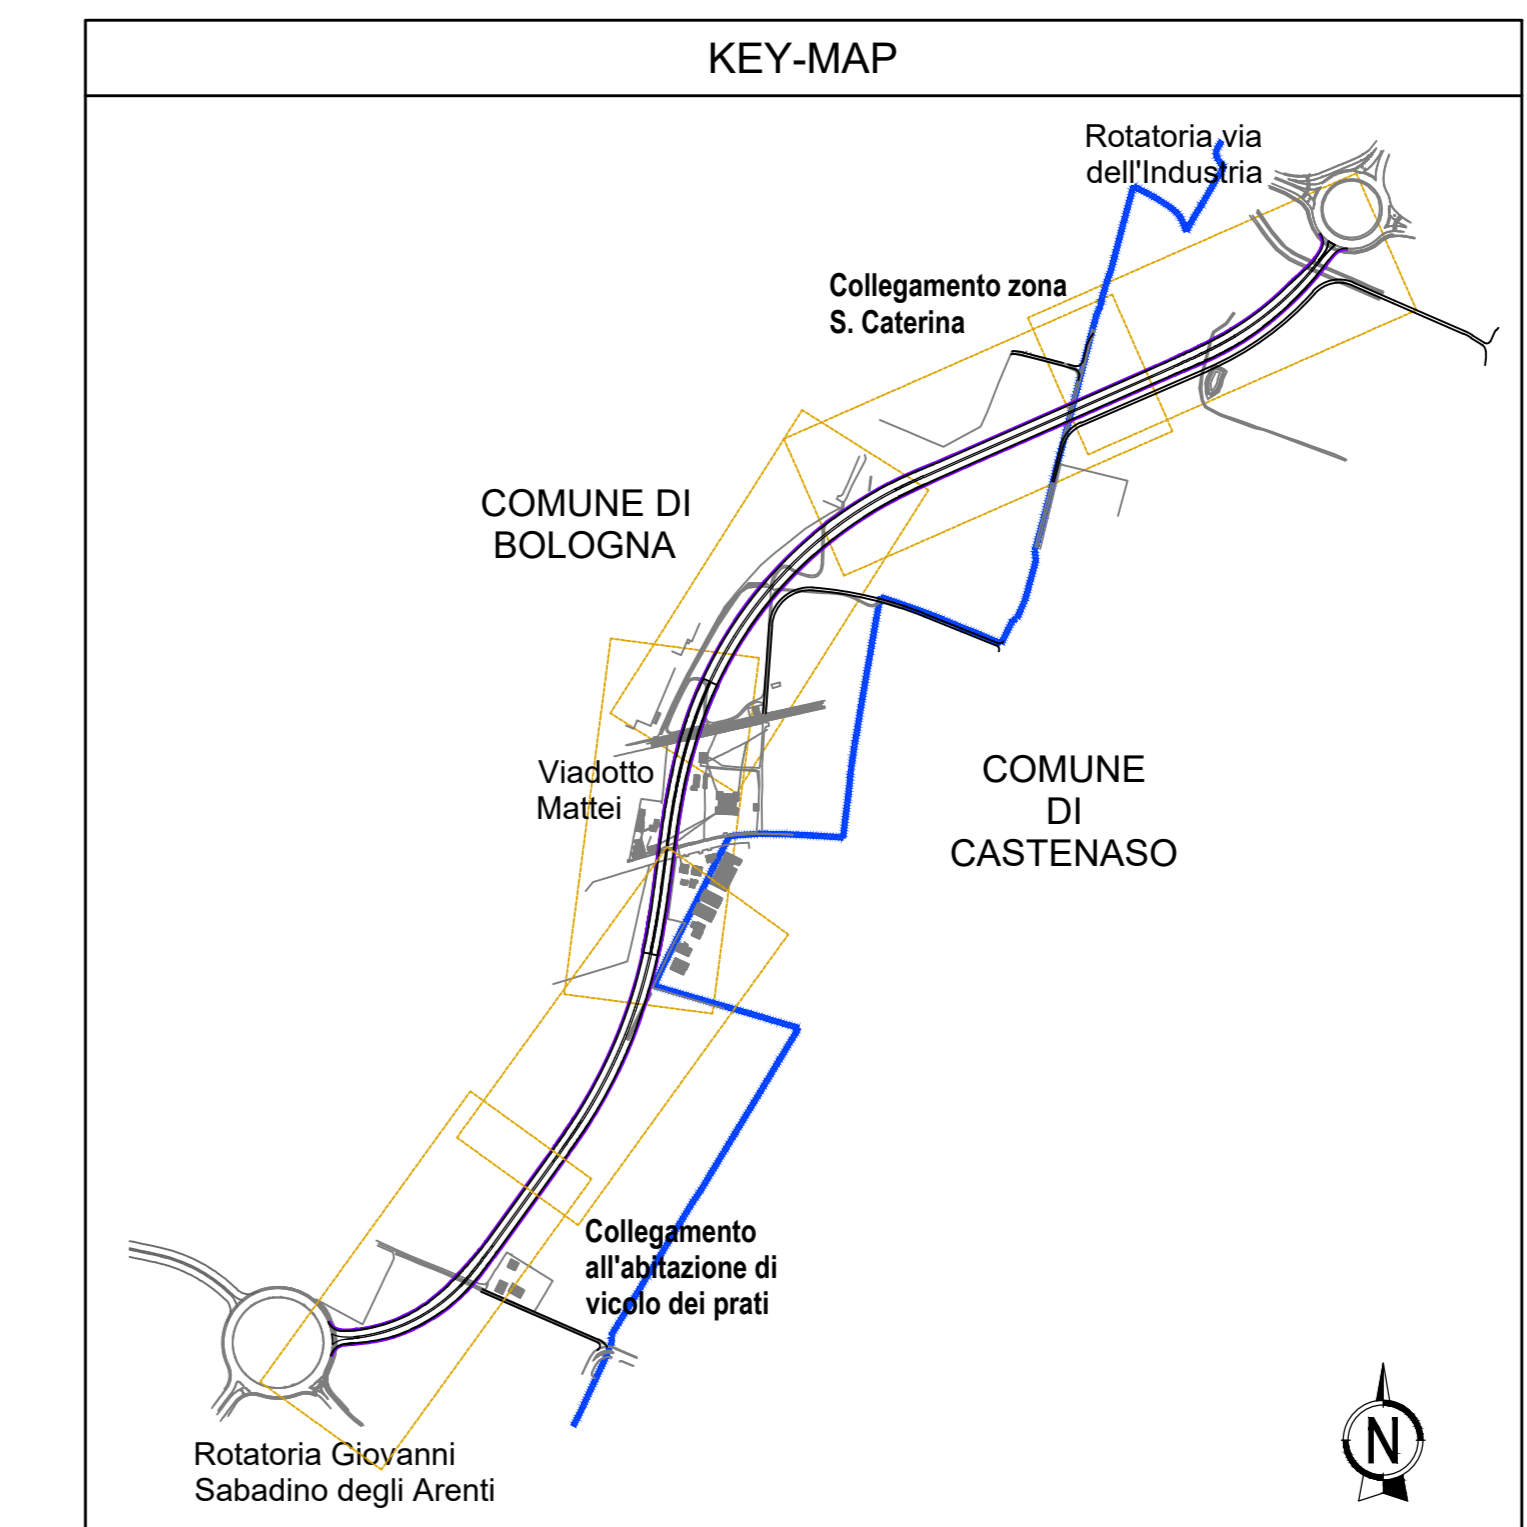 KEY-MAP
Rotatoria via
dell'Industria
Collegamento zona
S. Caterina
COMUNE DI
BOLOGNA
Viadotto
Mattei
COMUNE
DI
CASTENASO
Collegamento
all'abitazione di
vicolo dei prati
Rotatoria Giovanni
Sabadino degli Arenti
N